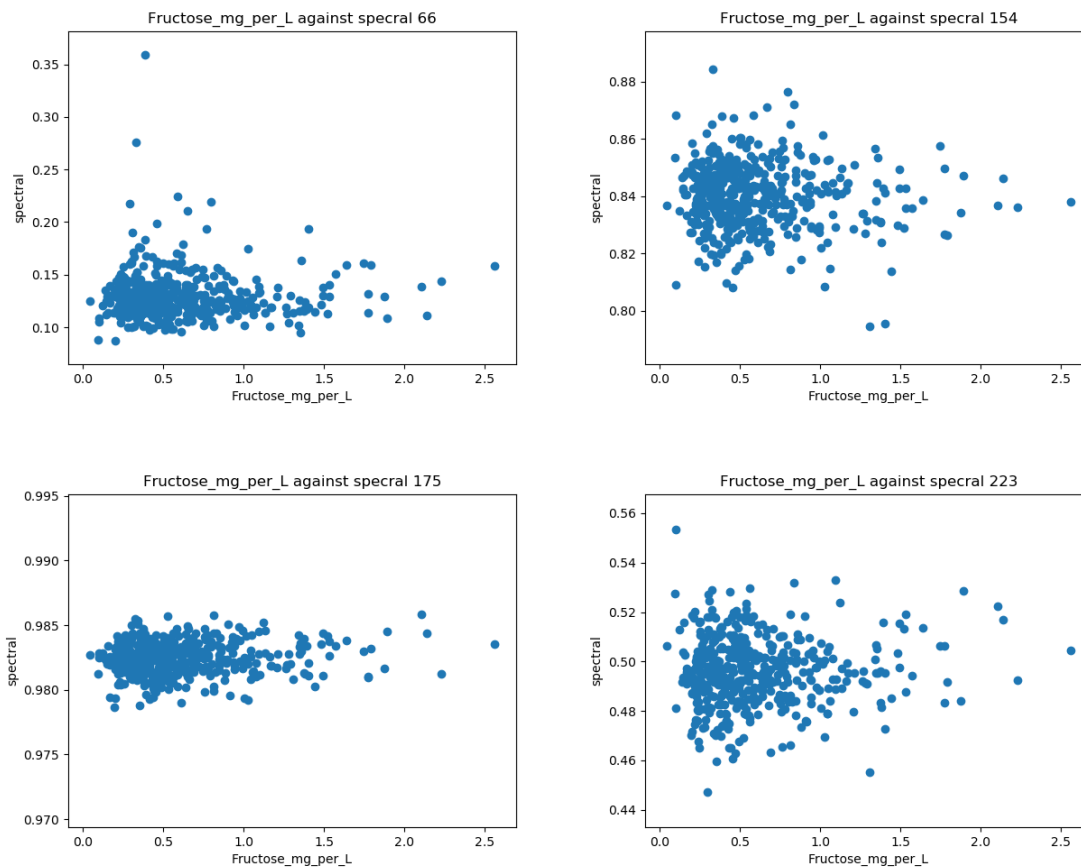 Fructose_mg_per_L against specral 66
0.35
0.30
0.25
0.20
0.15
0.10
spectral
0.0 0.5 1.0 1.5 2.0 2.5
Fructose_mg_per_L
Fructose_mg_per_L against specral 154
0.88
0.86
0.84
0.82
0.80
spectral
0.0 0.5 1.0 1.5 2.0 2.5
Fructose_mg_per_L
Fructose_mg_per_L against specral 175
0.995
0.990
0.985
0.980
0.975
0.970
spectral
0.0 0.5 1.0 1.5 2.0 2.5
Fructose_mg_per_L
Fructose_mg_per_L against specral 223
0.56
0.54
0.52
0.50
0.48
0.46
0.44
spectral
0.0 0.5 1.0 1.5 2.0 2.5
Fructose_mg_per_L